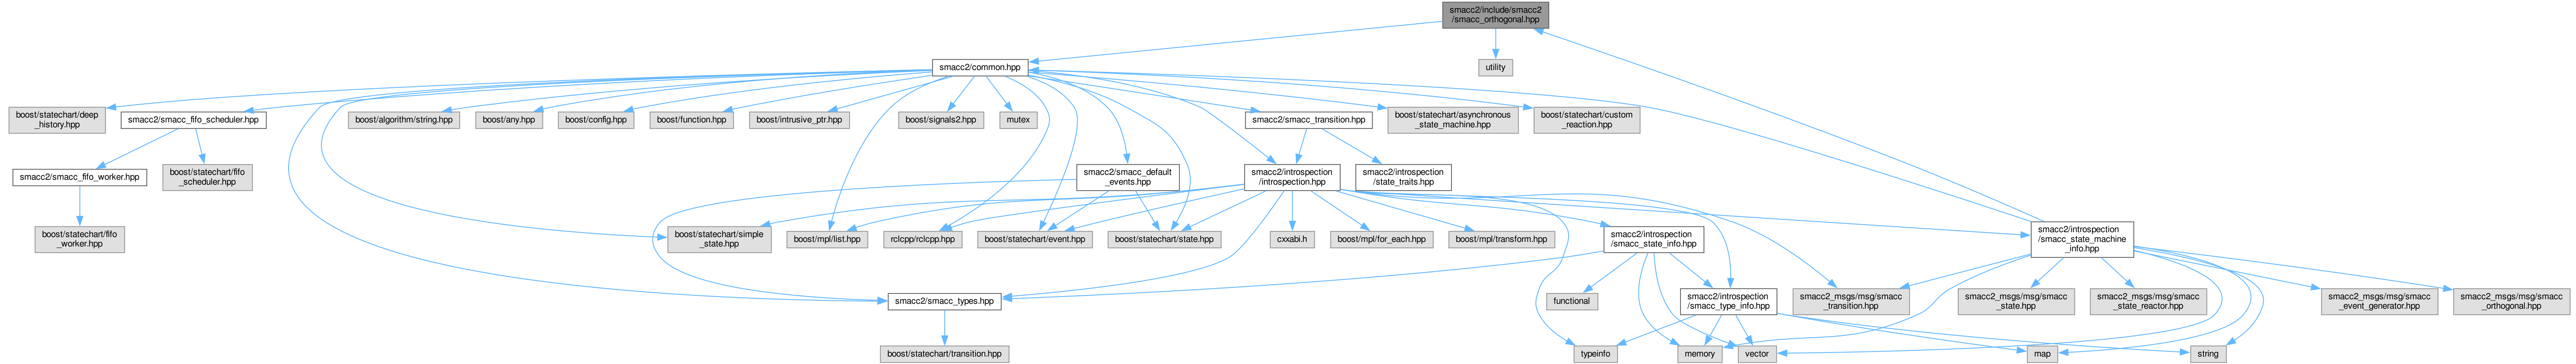 smacc2/include/smacc2
/smacc_orthogonal.hpp
smacc2/common.hpp
utility
boost/statechart/deep
_history.hpp
smacc2/smacc_fifo_scheduler.hpp
boost/algorithm/string.hpp
boost/any.hpp
boost/config.hpp
boost/function.hpp
boost/intrusive_ptr.hpp
boost/signals2.hpp
mutex
smacc2/smacc_transition.hpp
boost/statechart/asynchronous
_state_machine.hpp
boost/statechart/custom
_reaction.hpp
smacc2/smacc_fifo_worker.hpp
boost/statechart/fifo
_scheduler.hpp
smacc2/smacc_default
_events.hpp
smacc2/introspection
/introspection.hpp
smacc2/introspection
/state_traits.hpp
boost/statechart/fifo
_worker.hpp
boost/statechart/simple
_state.hpp
boost/mpl/list.hpp
rclcpp/rclcpp.hpp
boost/statechart/event.hpp
boost/statechart/state.hpp
cxxabi.h
boost/mpl/for_each.hpp
boost/mpl/transform.hpp
smacc2/introspection
/smacc_state_info.hpp
smacc2/introspection
/smacc_state_machine
_info.hpp
smacc2/smacc_types.hpp
functional
smacc2/introspection
/smacc_type_info.hpp
smacc2_msgs/msg/smacc
_transition.hpp
smacc2_msgs/msg/smacc
_state.hpp
smacc2_msgs/msg/smacc
_state_reactor.hpp
smacc2_msgs/msg/smacc
_event_generator.hpp
smacc2_msgs/msg/smacc
_orthogonal.hpp
boost/statechart/transition.hpp
typeinfo
memory
vector
map
string